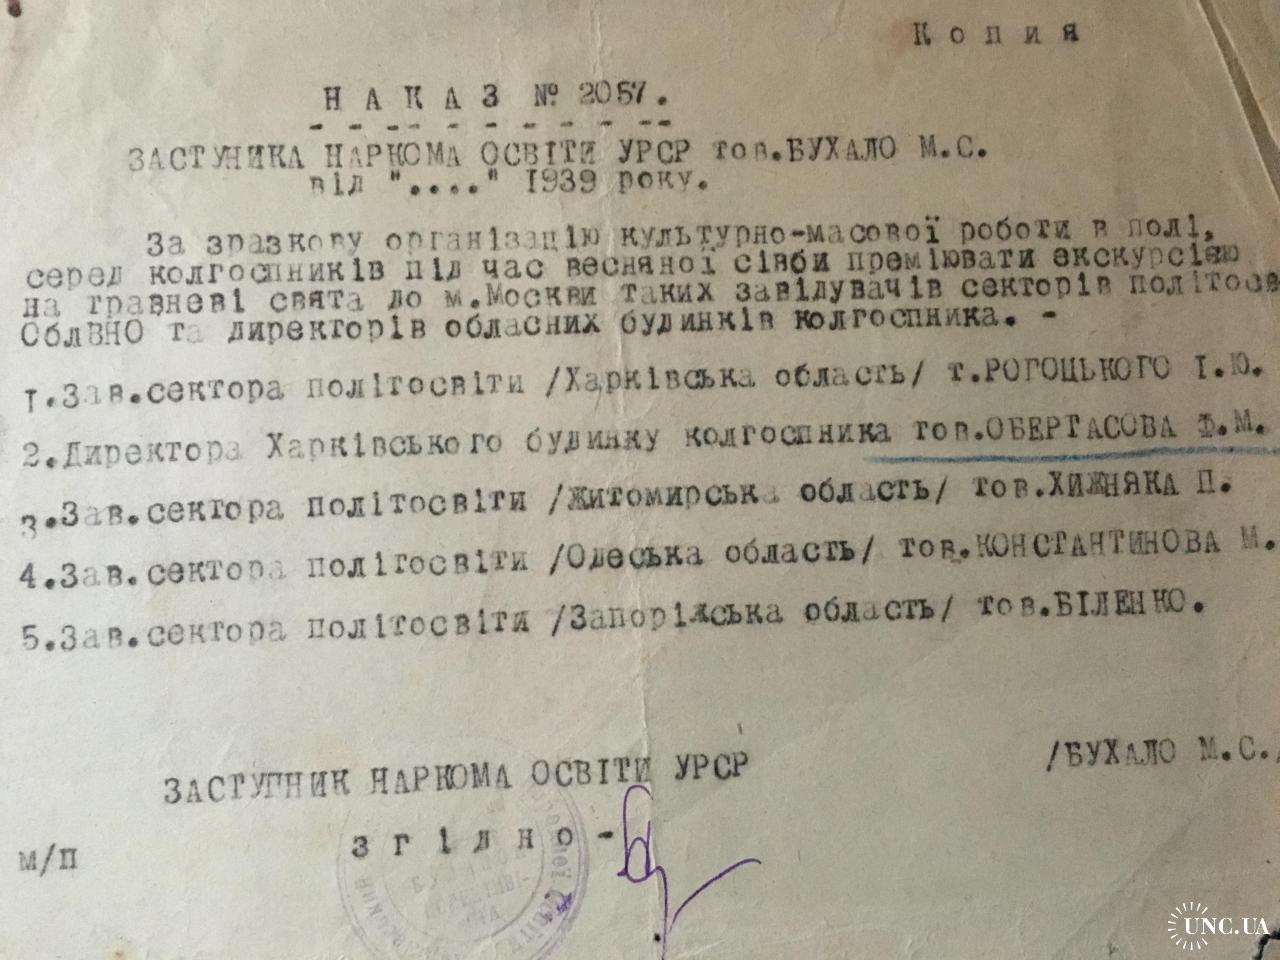 Копия
НАКАЗ № 2057.
ЗАСТУНИКА НАРКОМА ОСВІТИ УРСР тов.БУХАЛО М.С.
від "...." 1939 року.
За зразкову організацію культурно-масової роботи в полі,
серед колгоспників під час весняної сівби преміювати екскурсією
на травневі свята до м.Москви таких завідувачів секторів політосв
ОблВНО та директорів обласних будинків колгоспника. -
1.Зав.сектора політосвіти /Харківська область/ т.РОГОЦЬКОГО І.Ю.
2.Директора Харківського будинку колгоспника тов.ОБЕРТАСОВА Ф.М.
3.Зав.сектора політосвіти /Житомирська область/ тов.ХИЖНЯКА П.
4.Зав.сектора політосвіти /Одеська область/ тов.КОНСТАНТИНОВА М.
5.Зав.сектора політосвіти /Запоріжська область/ тов.БІЛЕНКО.
ЗАСТУПНИК НАРКОМА ОСВІТИ УРСР /БУХАЛО М.С./
згідно-
м/п
UNC.UA